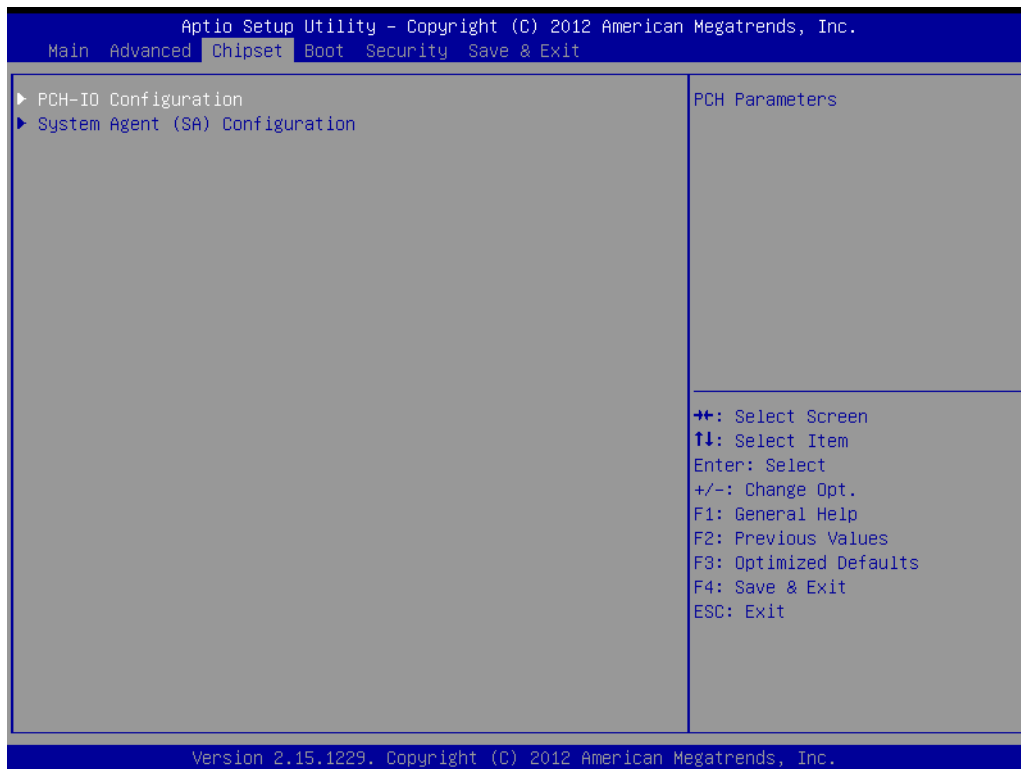 Aptio Setup Utility – Copyright (C) 2012 American Megatrends, Inc.
Main Advanced Chipset Boot Security Save & Exit
▶ PCH-IO Configuration
▶ System Agent (SA) Configuration
PCH Parameters
→←: Select Screen
↑↓: Select Item
Enter: Select
+/-: Change Opt.
F1: General Help
F2: Previous Values
F3: Optimized Defaults
F4: Save & Exit
ESC: Exit
Version 2.15.1229. Copyright (C) 2012 American Megatrends, Inc.